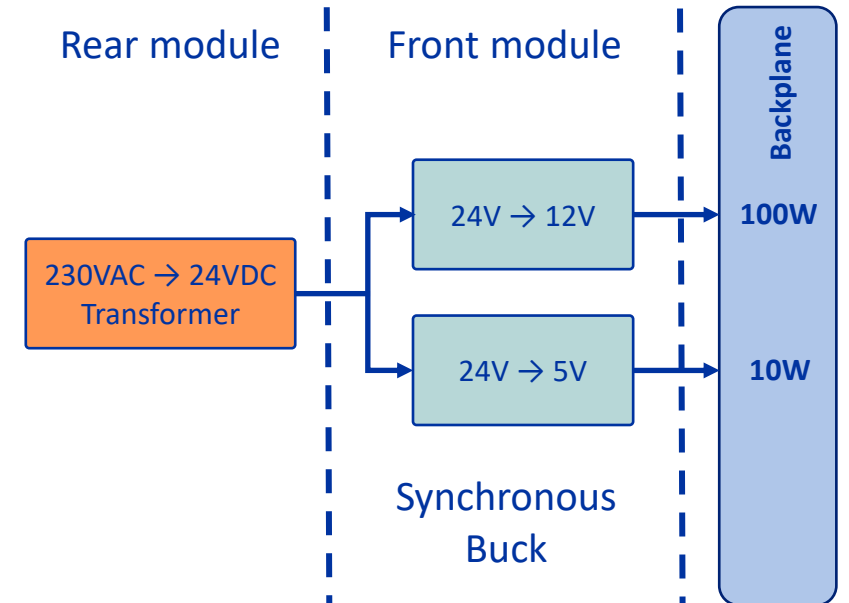 Rear module
Front module
Backplane
24V → 12V
100W
230VAC → 24VDC
Transformer
24V → 5V
10W
Synchronous
Buck